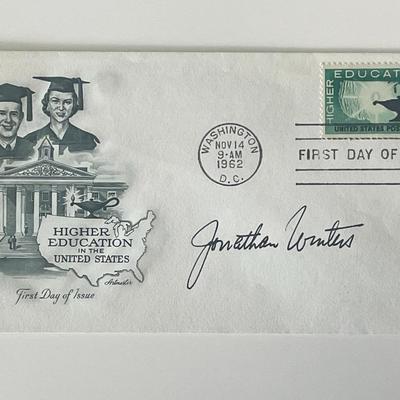 HIGHER EDUCATION
UNITED STATES
WASHINGTON
NOV 14
9-AM
1962
D.C.
FIRST DAY OF
HIGHER
EDUCATION
IN THE
UNITED STATES
Artmaster
First Day of Issue
Jonathan Winters